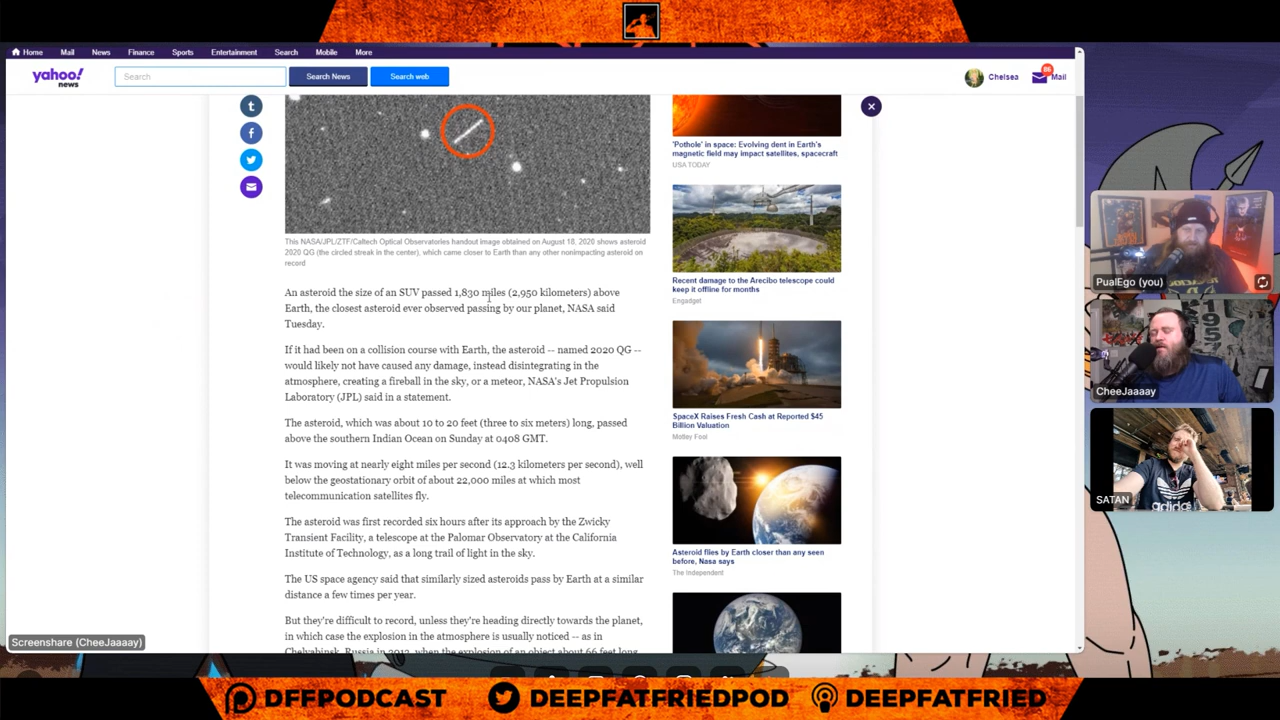 Home Mail News Finance Sports Entertainment Search Mobile More
yahoo!
news
Search
Search News
Search web
Chelsea
Mail
This NASA/JPL/ZTF/Caltech Optical Observatories handout image obtained on August 18, 2020 shows asteroid
2020 QG (the circled streak in the center), which came closer to Earth than any other nonimpacting asteroid on
record
An asteroid the size of an SUV passed 1,830 miles (2,950 kilometers) above
Earth, the closest asteroid ever observed passing by our planet, NASA said
Tuesday.
If it had been on a collision course with Earth, the asteroid -- named 2020 QG --
would likely not have caused any damage, instead disintegrating in the
atmosphere, creating a fireball in the sky, or a meteor, NASA's Jet Propulsion
Laboratory (JPL) said in a statement.
The asteroid, which was about 10 to 20 feet (three to six meters) long, passed
above the southern Indian Ocean on Sunday at 0408 GMT.
It was moving at nearly eight miles per second (12.3 kilometers per second), well
below the geostationary orbit of about 22,000 miles at which most
telecommunication satellites fly.
The asteroid was first recorded six hours after its approach by the Zwicky
Transient Facility, a telescope at the Palomar Observatory at the California
Institute of Technology, as a long trail of light in the sky.
The US space agency said that similarly sized asteroids pass by Earth at a similar
distance a few times per year.
But they're difficult to record, unless they're heading directly towards the planet,
in which case the explosion in the atmosphere is usually noticed -- as in
Chelyabinsk, Russia in 2013, when the explosion of an object about 66 feet long
'Pothole' in space: Evolving dent in Earth's
magnetic field may impact satellites, spacecraft
USA TODAY
Recent damage to the Arecibo telescope could
keep it offline for months
Engadget
SpaceX Raises Fresh Cash at Reported $45
Billion Valuation
Motley Fool
Asteroid flies by Earth closer than any seen
before, Nasa says
The Independent
PualEgo (you)
CheeJaaaay
SATAN
adidas
Screenshare (CheeJaaaay)
DFFPODCAST
DEEPFATFRIEDPOD
DEEPFATFRIED